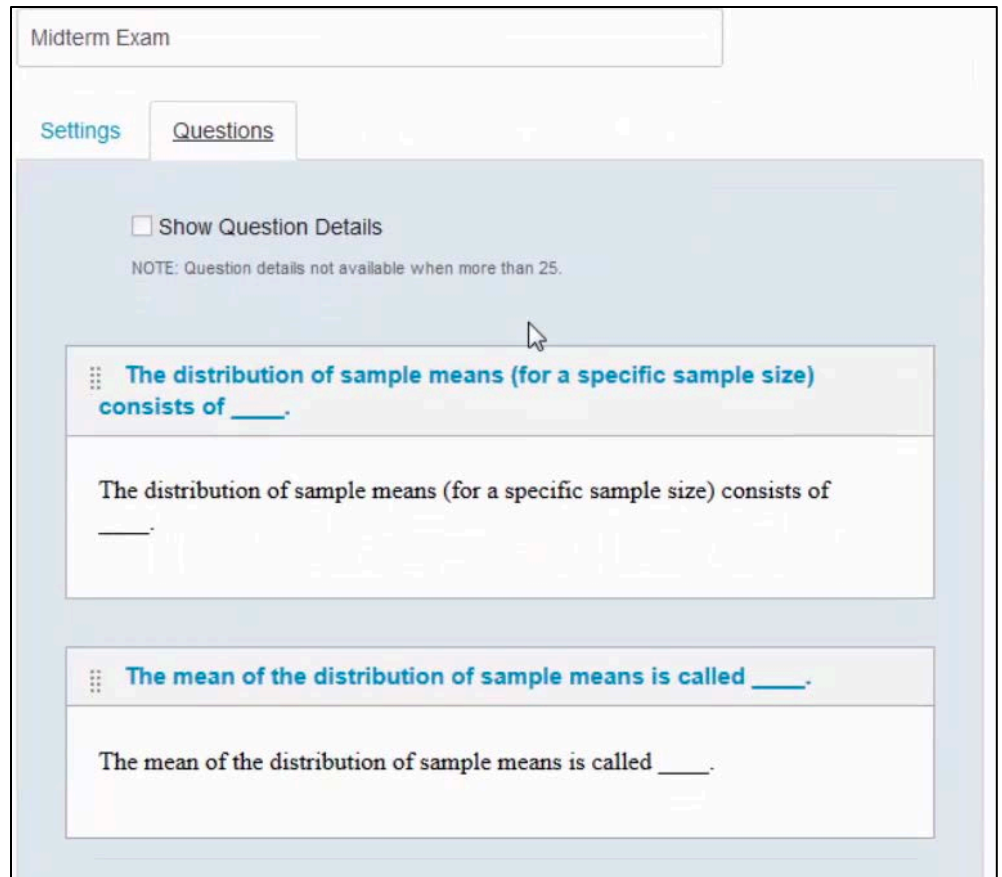 Midterm Exam
Settings Questions
Show Question Details
NOTE: Question details not available when more than 25.
The distribution of sample means (for a specific sample size)
consists of ____.
The distribution of sample means (for a specific sample size) consists of
____.
The mean of the distribution of sample means is called ____.
The mean of the distribution of sample means is called ____.